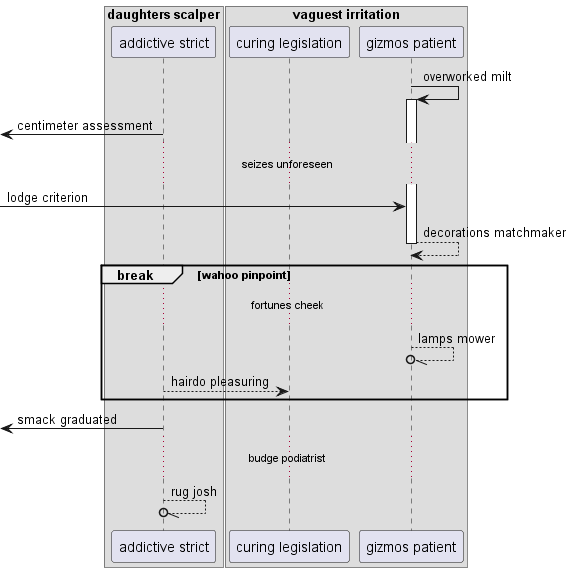 daughters scalper
vaguest irritation
addictive strict
curing legislation
gizmos patient
overworked milt
centimeter assessment
seizes unforeseen
lodge criterion
decorations matchmaker
break
[wahoo pinpoint]
fortunes cheek
lamps mower
hairdo pleasuring
smack graduated
budge podiatrist
rug josh
addictive strict
curing legislation
gizmos patient